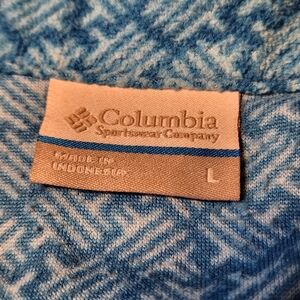 Columbia
Sportswear Company
MADE IN
INDONESIA
L